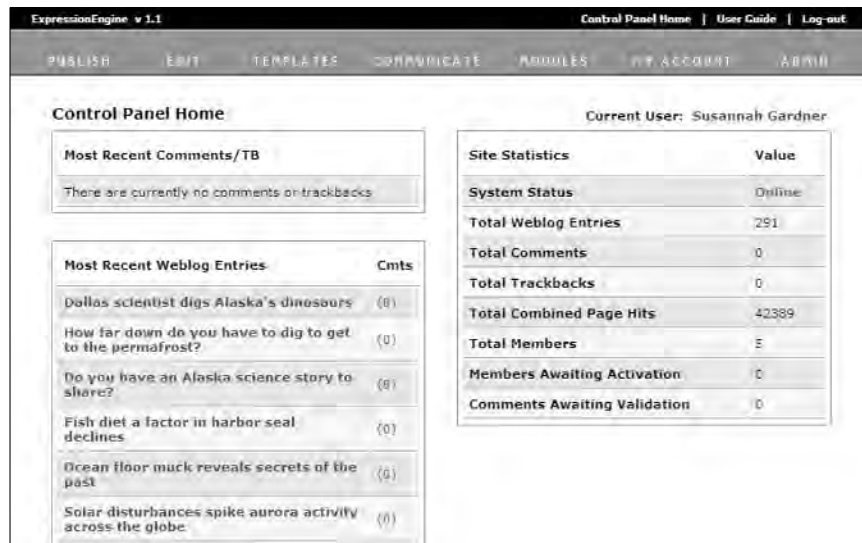 ExpressionEngine v 1.1
Control Panel Home | User Guide | Log-out
PUBLISH EDIT TEMPLATES COMMUNICATE MODULES MY ACCOUNT ADMIN
Control Panel Home
Current User: Susannah Gardner
Most Recent Comments/TB
There are currently no comments or trackbacks
Most Recent Weblog Entries Cmts
Dallas scientist digs Alaska's dinosaurs (0)
How far down do you have to dig to get
to the permafrost? (0)
Do you have an Alaska science story to
share? (0)
Fish diet a factor in harbor seal
declines (0)
Ocean floor muck reveals secrets of the
past (0)
Solar disturbances spike aurora activity
across the globe (0)
Site Statistics Value
System Status Online
Total Weblog Entries 291
Total Comments 0
Total Trackbacks 0
Total Combined Page Hits 42389
Total Members 5
Members Awaiting Activation 0
Comments Awaiting Validation 0